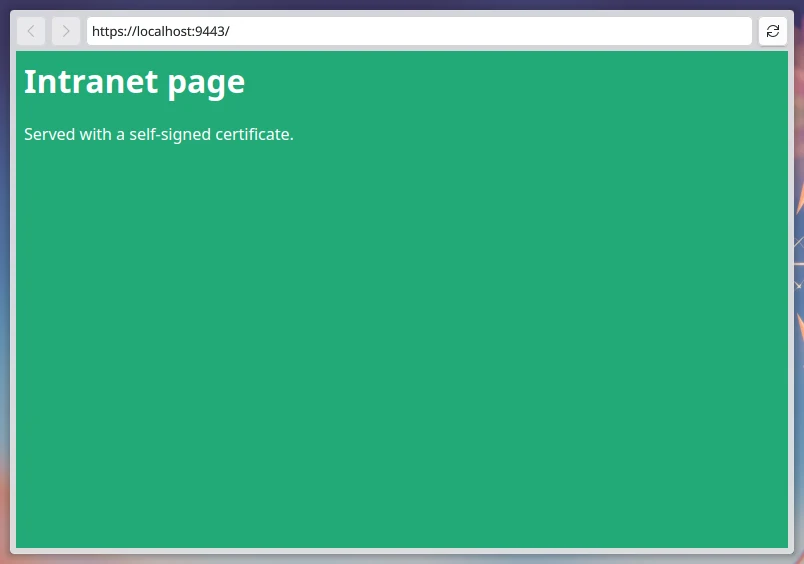 https://localhost:9443/
Intranet page
Served with a self-signed certificate.